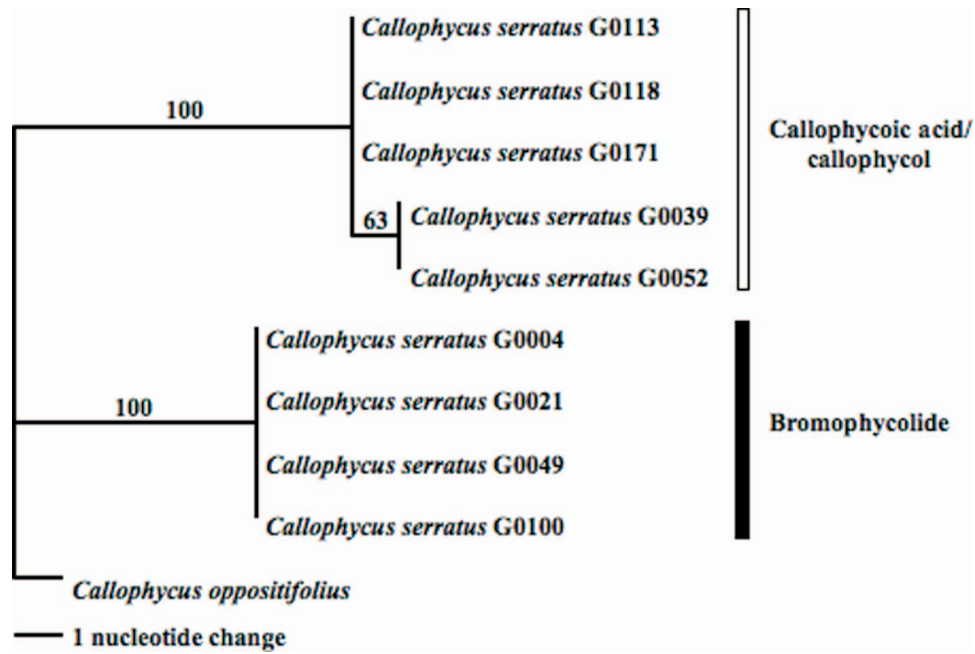 Callophycus serratus G0113
Callophycus serratus G0118
100
Callophycus serratus G0171
Callophycoic acid/
callophycol
63
Callophycus serratus G0039
Callophycus serratus G0052
Callophycus serratus G0004
100
Callophycus serratus G0021
Bromophycolide
Callophycus serratus G0049
Callophycus serratus G0100
Callophycus oppositifolius
1 nucleotide change